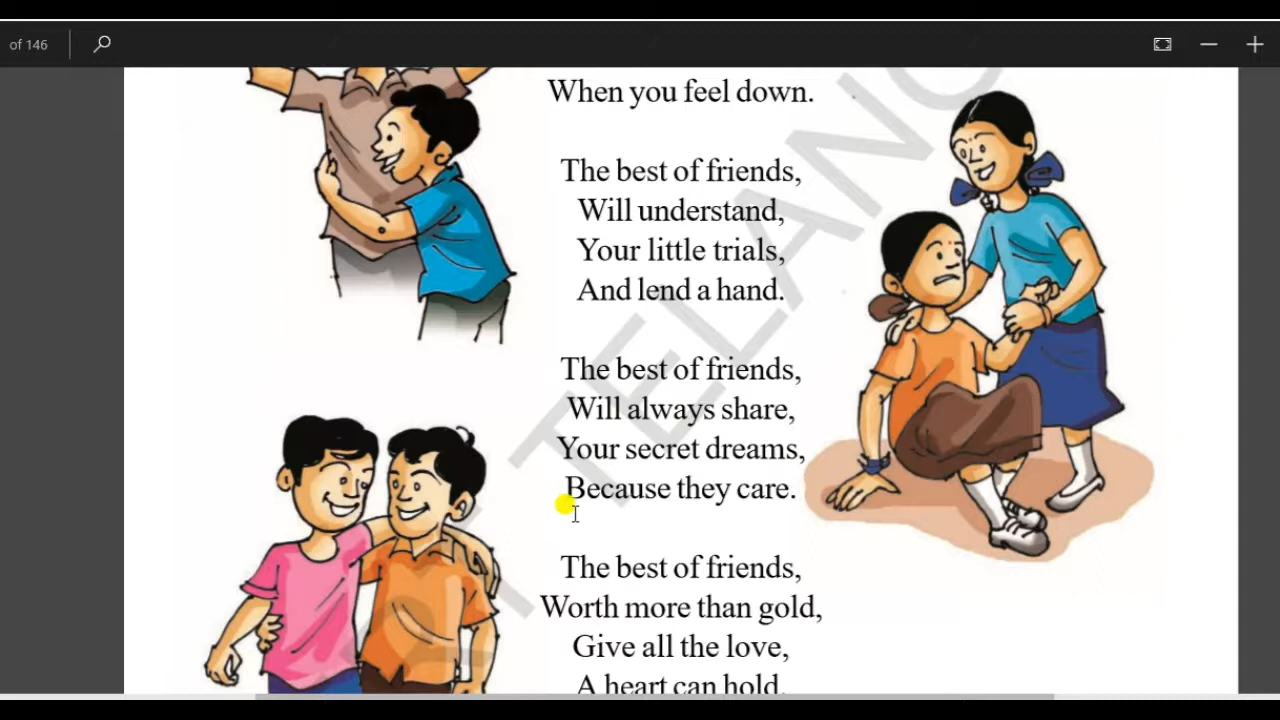 of 146
When you feel down.
The best of friends,
Will understand,
Your little trials,
And lend a hand.
The best of friends,
Will always share,
Your secret dreams,
Because they care.
The best of friends,
Worth more than gold,
Give all the love,
A heart can hold.